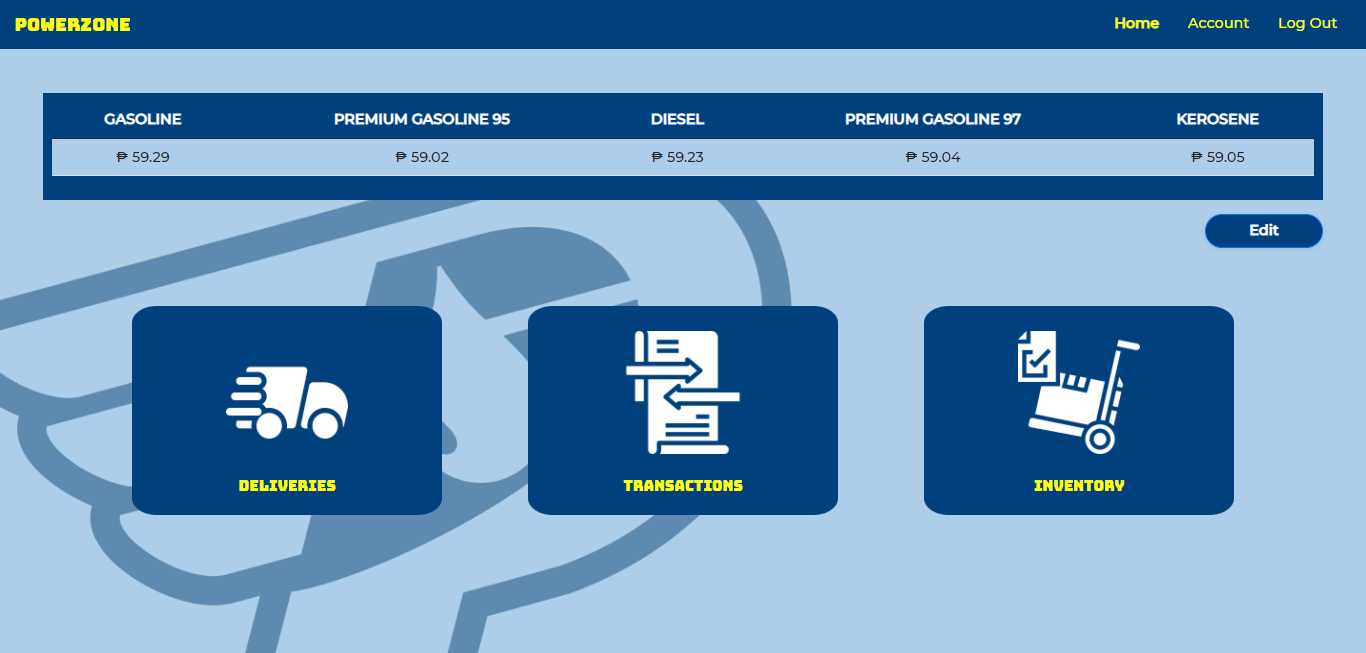 POWERZONE
Home Account Log Out
GASOLINE PREMIUM GASOLINE 95 DIESEL PREMIUM GASOLINE 97 KEROSENE
₱ 59.29 ₱ 59.02 ₱ 59.23 ₱ 59.04 ₱ 59.05
Edit
DELIVERIES TRANSACTIONS INVENTORY